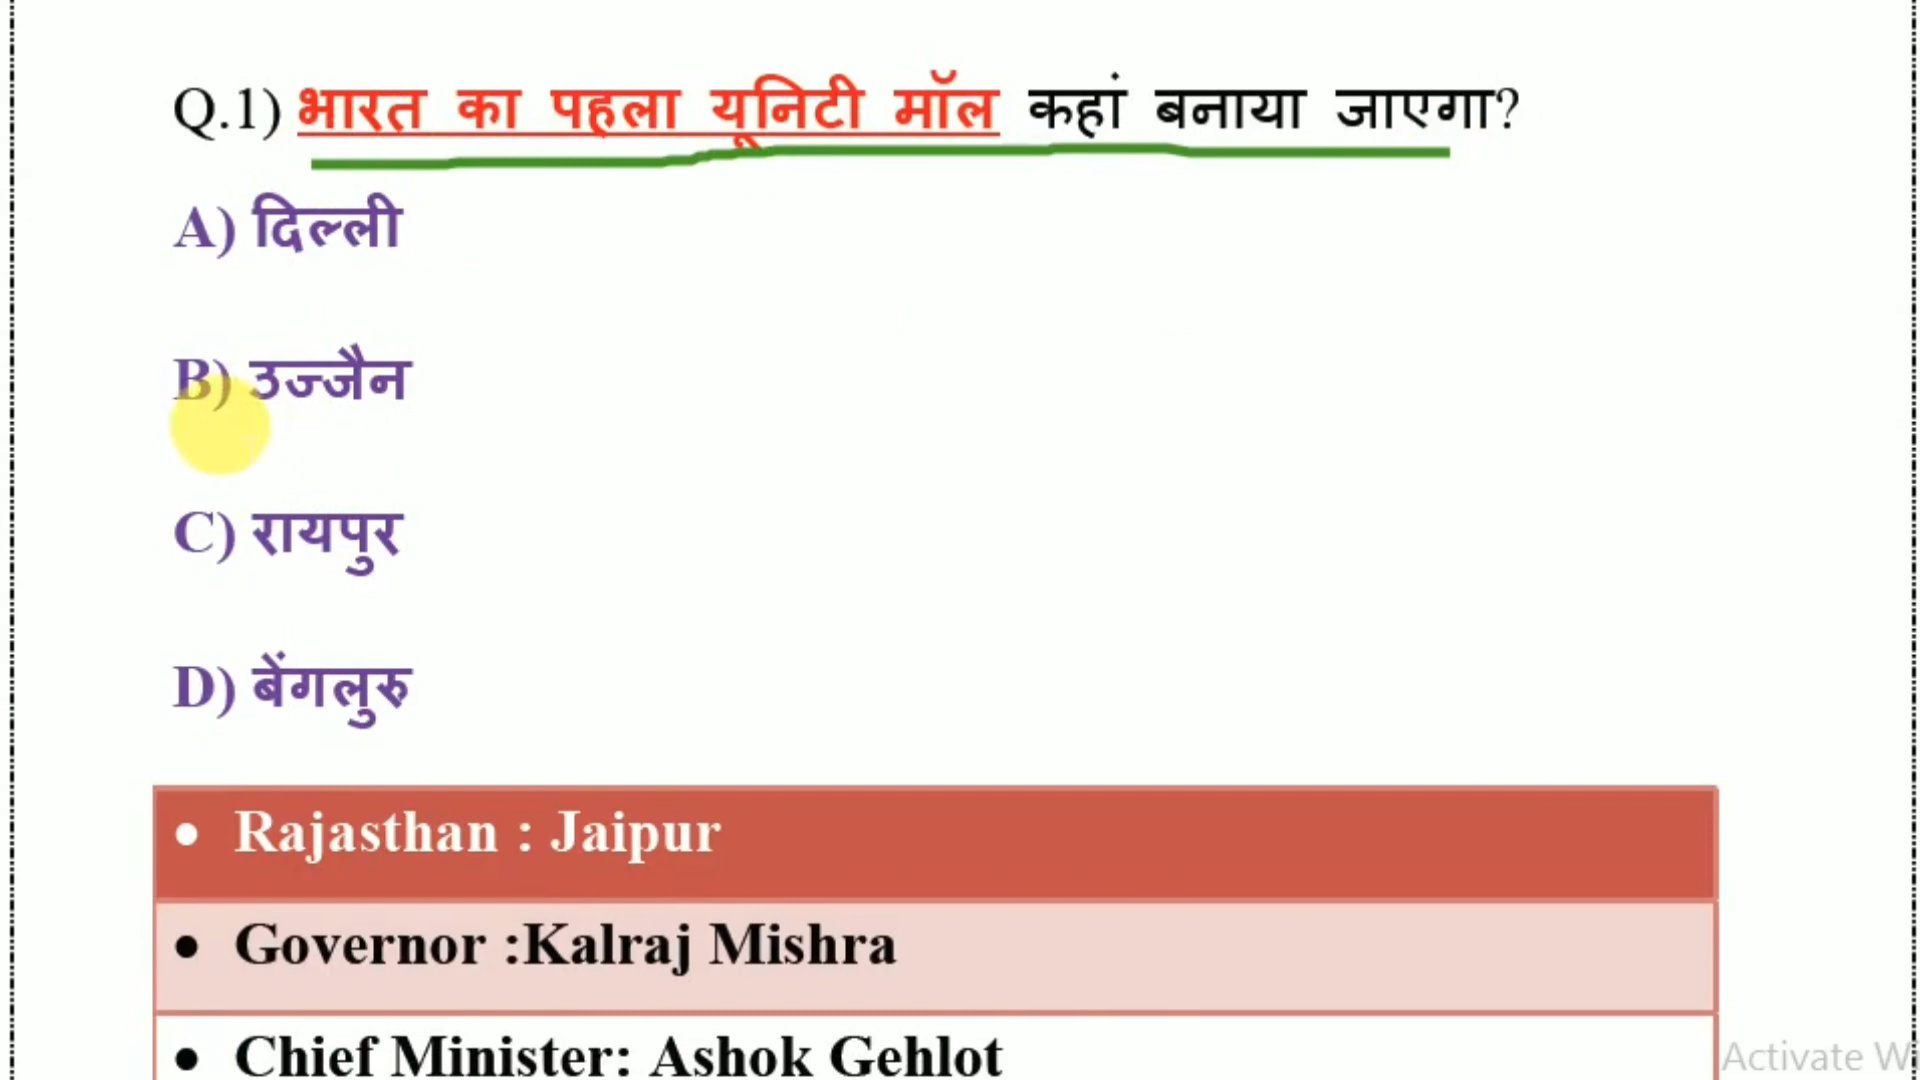 Q.1) भारत का पहला यूनिटी मॉल कहां बनाया जाएगा?
A) दिल्ली
B) उज्जैन
C) रायपुर
D) बेंगलुरु
• Rajasthan : Jaipur
• Governor :Kalraj Mishra
• Chief Minister: Ashok Gehlot
Activate W